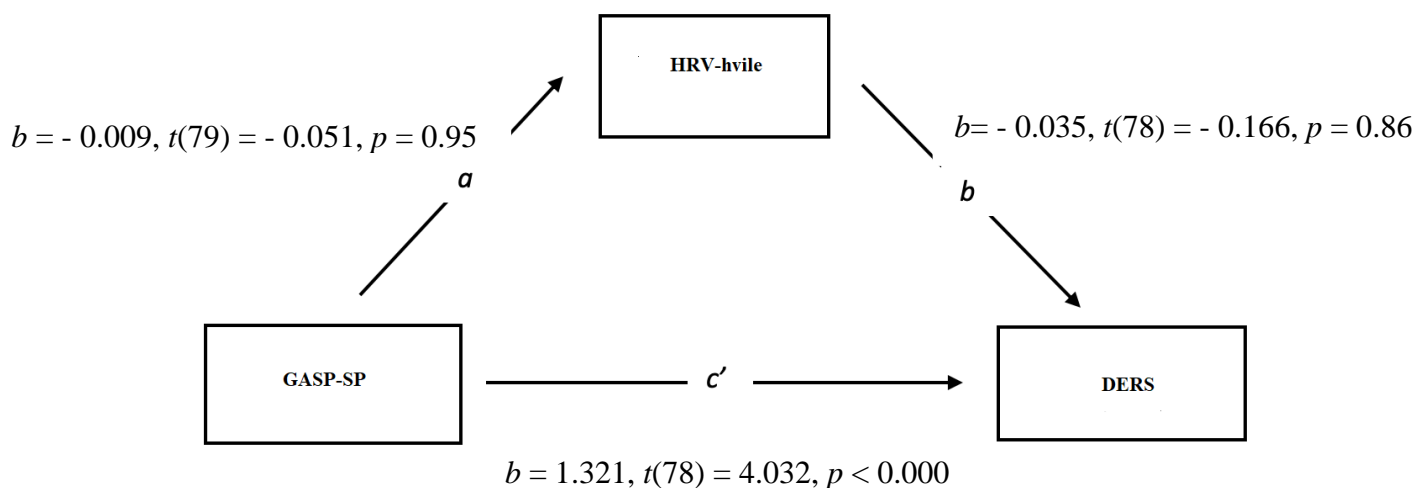 HRV-hvile
b = - 0.009, t(79) = - 0.051, p = 0.95
b= - 0.035, t(78) = - 0.166, p = 0.86
a
b
GASP-SP
c’
DERS
b = 1.321, t(78) = 4.032, p < 0.000